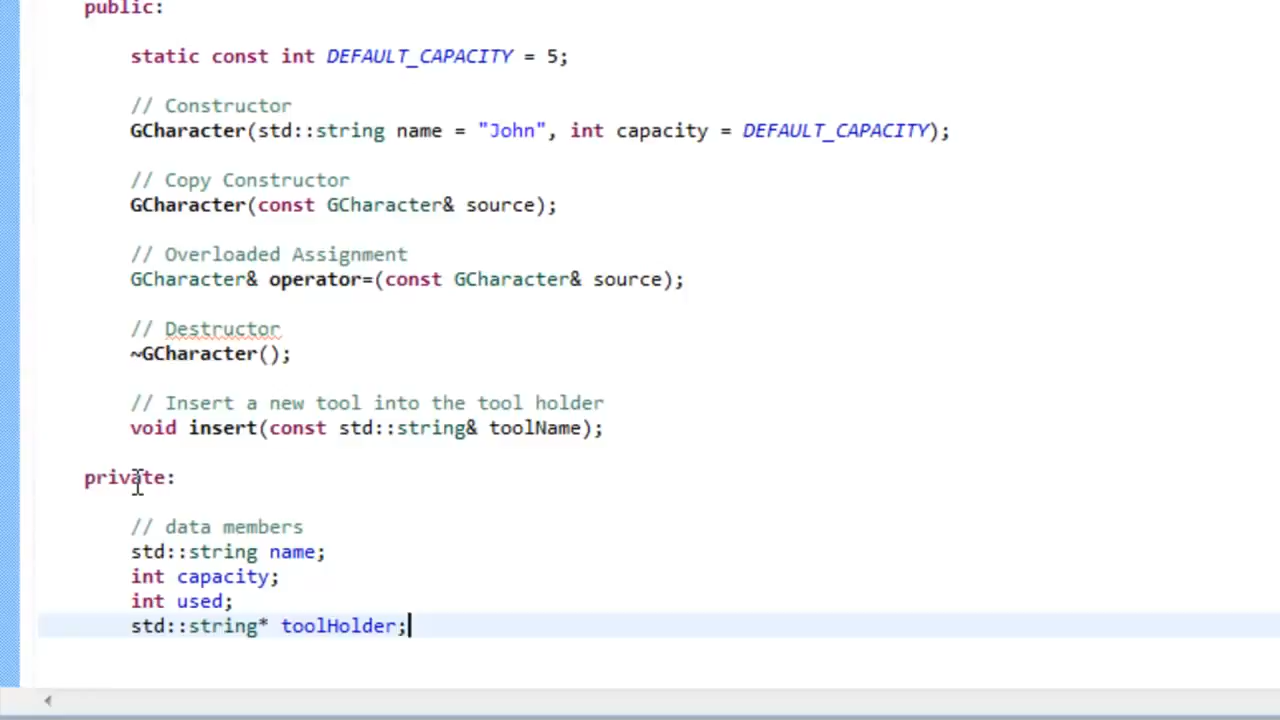 public:
static const int DEFAULT_CAPACITY = 5;
// Constructor
GCharacter(std::string name = "John", int capacity = DEFAULT_CAPACITY);
// Copy Constructor
GCharacter(const GCharacter& source);
// Overloaded Assignment
GCharacter& operator=(const GCharacter& source);
// Destructor
~GCharacter();
// Insert a new tool into the tool holder
void insert(const std::string& toolName);
private:
// data members
std::string name;
int capacity;
int used;
std::string* toolHolder;